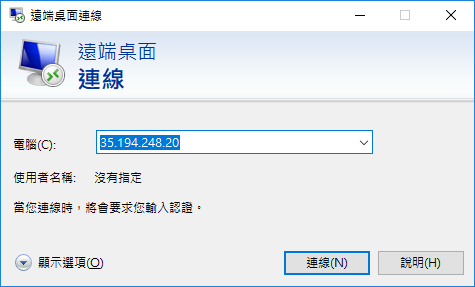 遠端桌面連線
遠端桌面
連線
電腦(C):
35.194.248.20
使用者名稱: 沒有指定
當您連線時，將會要求您輸入認證。
顯示選項(O)
連線(N)
說明(H)